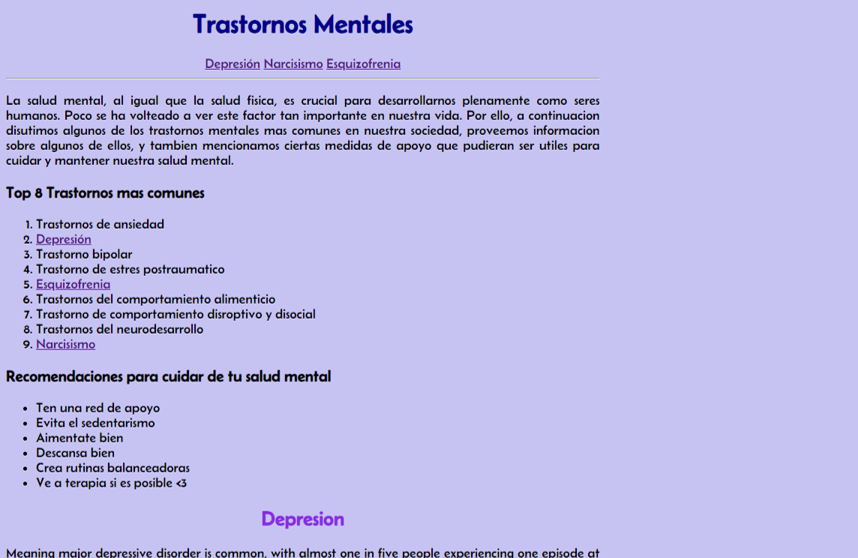 Trastornos Mentales
Depresión Narcisismo Esquizofrenia
La salud mental, al igual que la salud fisica, es crucial para desarrollarnos plenamente como seres
humanos. Poco se ha volteado a ver este factor tan importante en nuestra vida. Por ello, a continuacion
disutimos algunos de los trastornos mentales mas comunes en nuestra sociedad, proveemos informacion
sobre algunos de ellos, y tambien mencionamos ciertas medidas de apoyo que pudieran ser utiles para
cuidar y mantener nuestra salud mental.
Top 8 Trastornos mas comunes
1. Trastornos de ansiedad
2. Depresión
3. Trastorno bipolar
4. Trastorno de estres postraumatico
5. Esquizofrenia
6. Trastornos del comportamiento alimenticio
7. Trastorno de comportamiento disroptivo y disocial
8. Trastornos del neurodesarrollo
9. Narcisismo
Recomendaciones para cuidar de tu salud mental
• Ten una red de apoyo
• Evita el sedentarismo
• Aimentate bien
• Descansa bien
• Crea rutinas balanceadoras
• Ve a terapia si es posible <3
Depresion
Meaning major depressive disorder is common, with almost one in five people experiencing one episode at